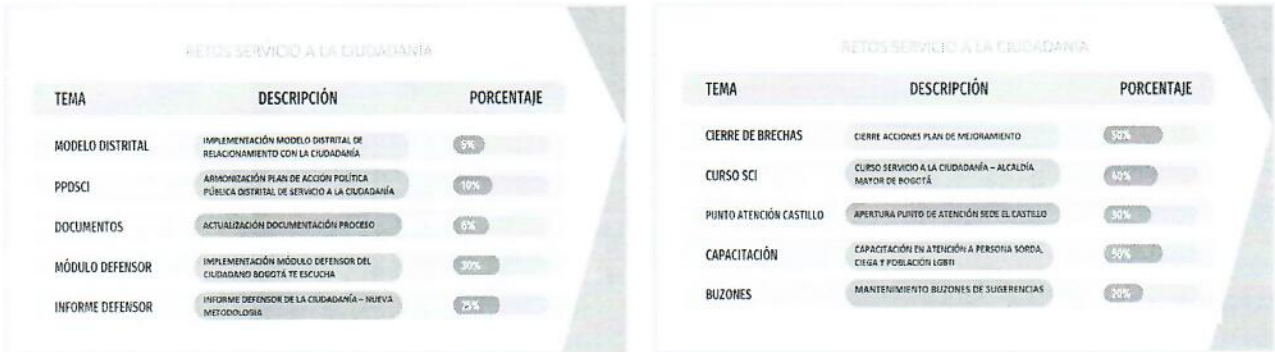 RETOS SERVICIO A LA CIUDADANÍA
TEMA DESCRIPCIÓN PORCENTAJE
MODELO DISTRITAL IMPLEMENTACIÓN MODELO DISTRITAL DE
RELACIONAMIENTO CON LA CIUDADANÍA 5%
PPDSCI ARMONIZACIÓN PLAN DE ACCIÓN POLÍTICA
PÚBLICA DISTRITAL DE SERVICIO A LA CIUDADANÍA 10%
DOCUMENTOS ACTUALIZACIÓN DOCUMENTACIÓN PROCESO 6%
MÓDULO DEFENSOR IMPLEMENTACIÓN MÓDULO DEFENSOR DEL
CIUDADANO BOGOTÁ TE ESCUCHA 30%
INFORME DEFENSOR INFORME DEFENSOR DE LA CIUDADANÍA – NUEVA
METODOLOGIA 25%
RETOS SERVICIO A LA CIUDADANÍA
TEMA DESCRIPCIÓN PORCENTAJE
CIERRE DE BRECHAS CIERRE ACCIONES PLAN DE MEJORAMIENTO 50%
CURSO SCI CURSO SERVICIO A LA CIUDADANÍA – ALCALDÍA
MAYOR DE BOGOTÁ 40%
PUNTO ATENCIÓN CASTILLO APERTURA PUNTO DE ATENCIÓN SEDE EL CASTILLO 30%
CAPACITACIÓN CAPACITACIÓN EN ATENCIÓN A PERSONA SORDA,
CIEGA Y POBLACIÓN LGBTI 50%
BUZONES MANTENIMIENTO BUZONES DE SUGERENCIAS 20%